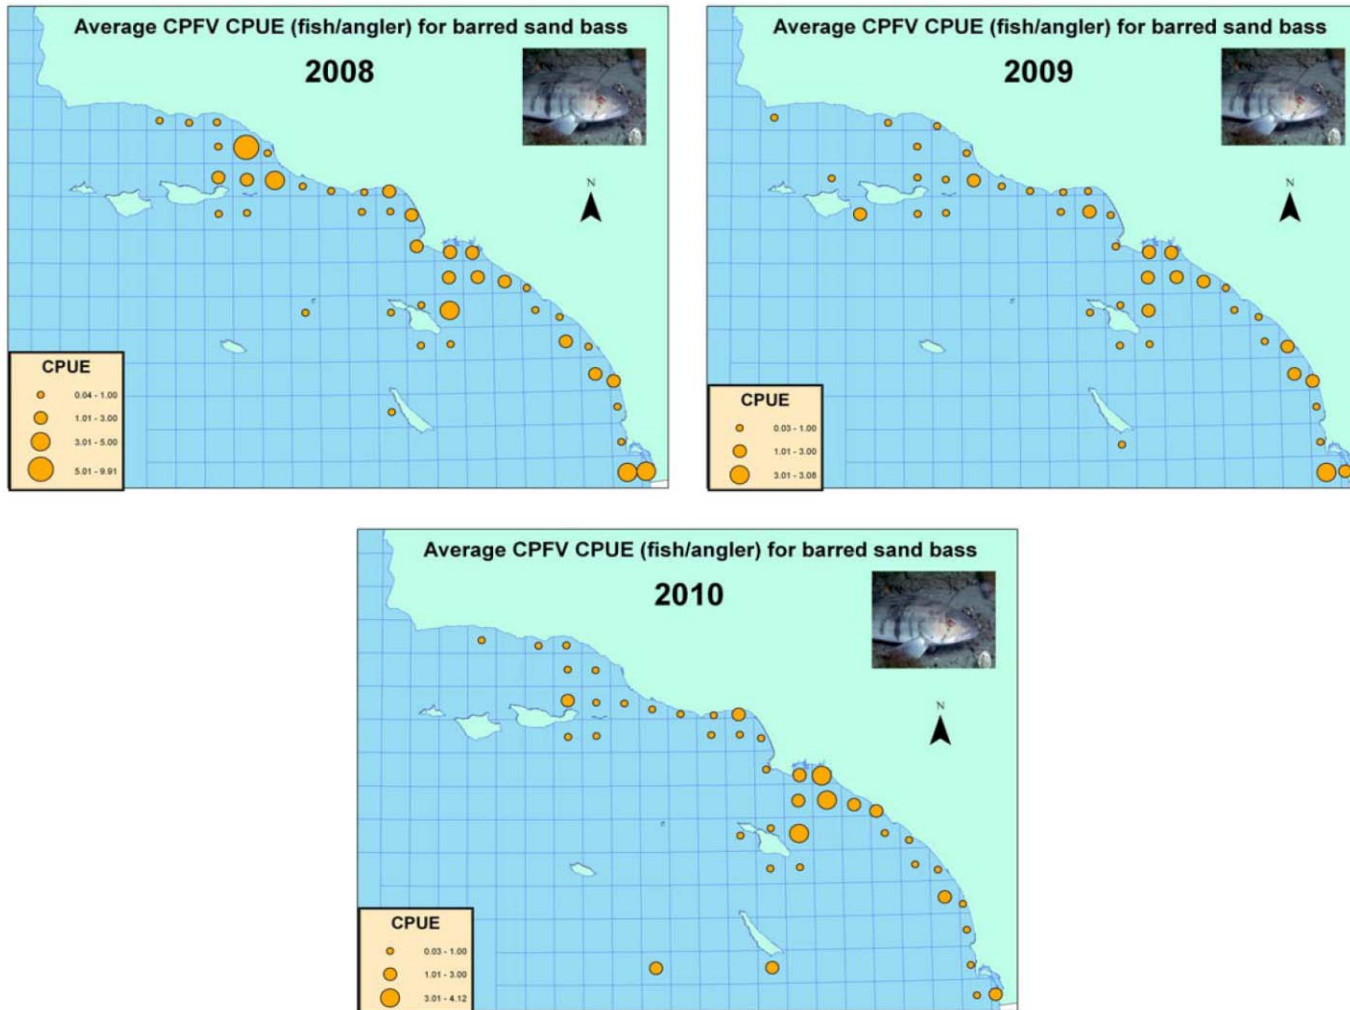 Average CPFV CPUE (fish/angler) for barred sand bass
2008
N
CPUE
0.04 - 1.00
1.01 - 3.00
3.01 - 5.00
5.01 - 9.91
Average CPFV CPUE (fish/angler) for barred sand bass
2009
N
CPUE
0.03 - 1.00
1.01 - 3.00
3.01 - 3.08
Average CPFV CPUE (fish/angler) for barred sand bass
2010
N
CPUE
0.03 - 1.00
1.01 - 3.00
3.01 - 4.12